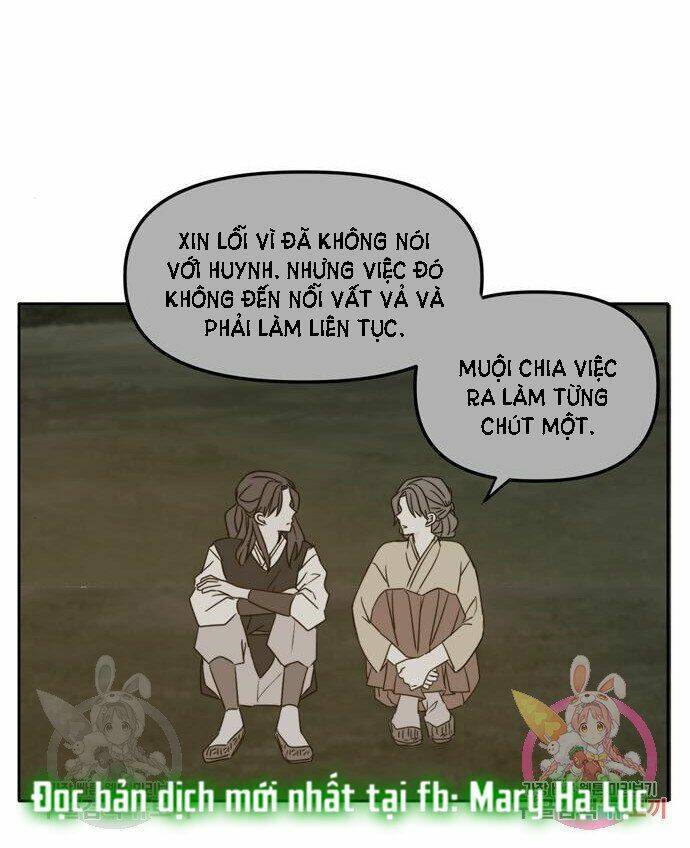 XIN LỖI VÌ ĐÃ KHÔNG NÓI
VỚI HUYNH. NHƯNG VIỆC ĐÓ
KHÔNG ĐẾN NỖI VẤT VẢ VÀ
PHẢI LÀM LIÊN TỤC.
MUỘI CHIA VIỆC
RA LÀM TỪNG
CHÚT MỘT.
Đọc bản dịch mới nhất tại fb: Mary Hạ Lục